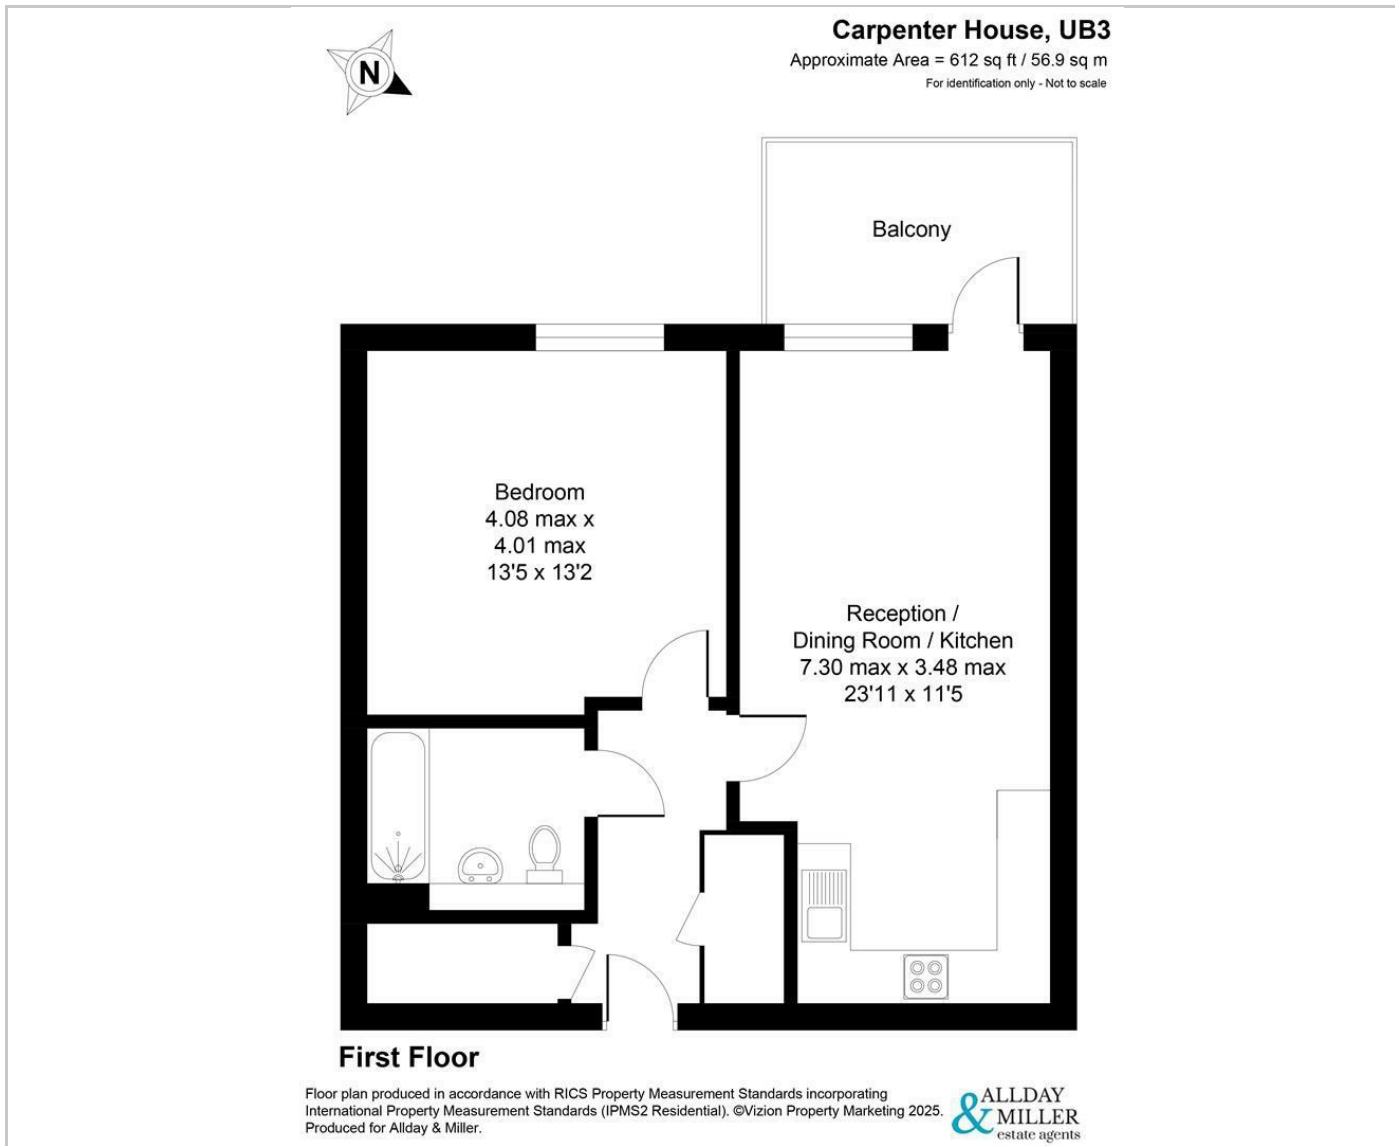 Carpenter House, UB3
Approximate Area = 612 sq ft / 56.9 sq m
For identification only - Not to scale
N
Balcony
Bedroom
4.08 max x
4.01 max
13'5 x 13'2
Reception /
Dining Room / Kitchen
7.30 max x 3.48 max
23'11 x 11'5
First Floor
Floor plan produced in accordance with RICS Property Measurement Standards incorporating
International Property Measurement Standards (IPMS2 Residential). ©Vizion Property Marketing 2025.
Produced for Allday & Miller.
ALLDAY
& MILLER
estate agents